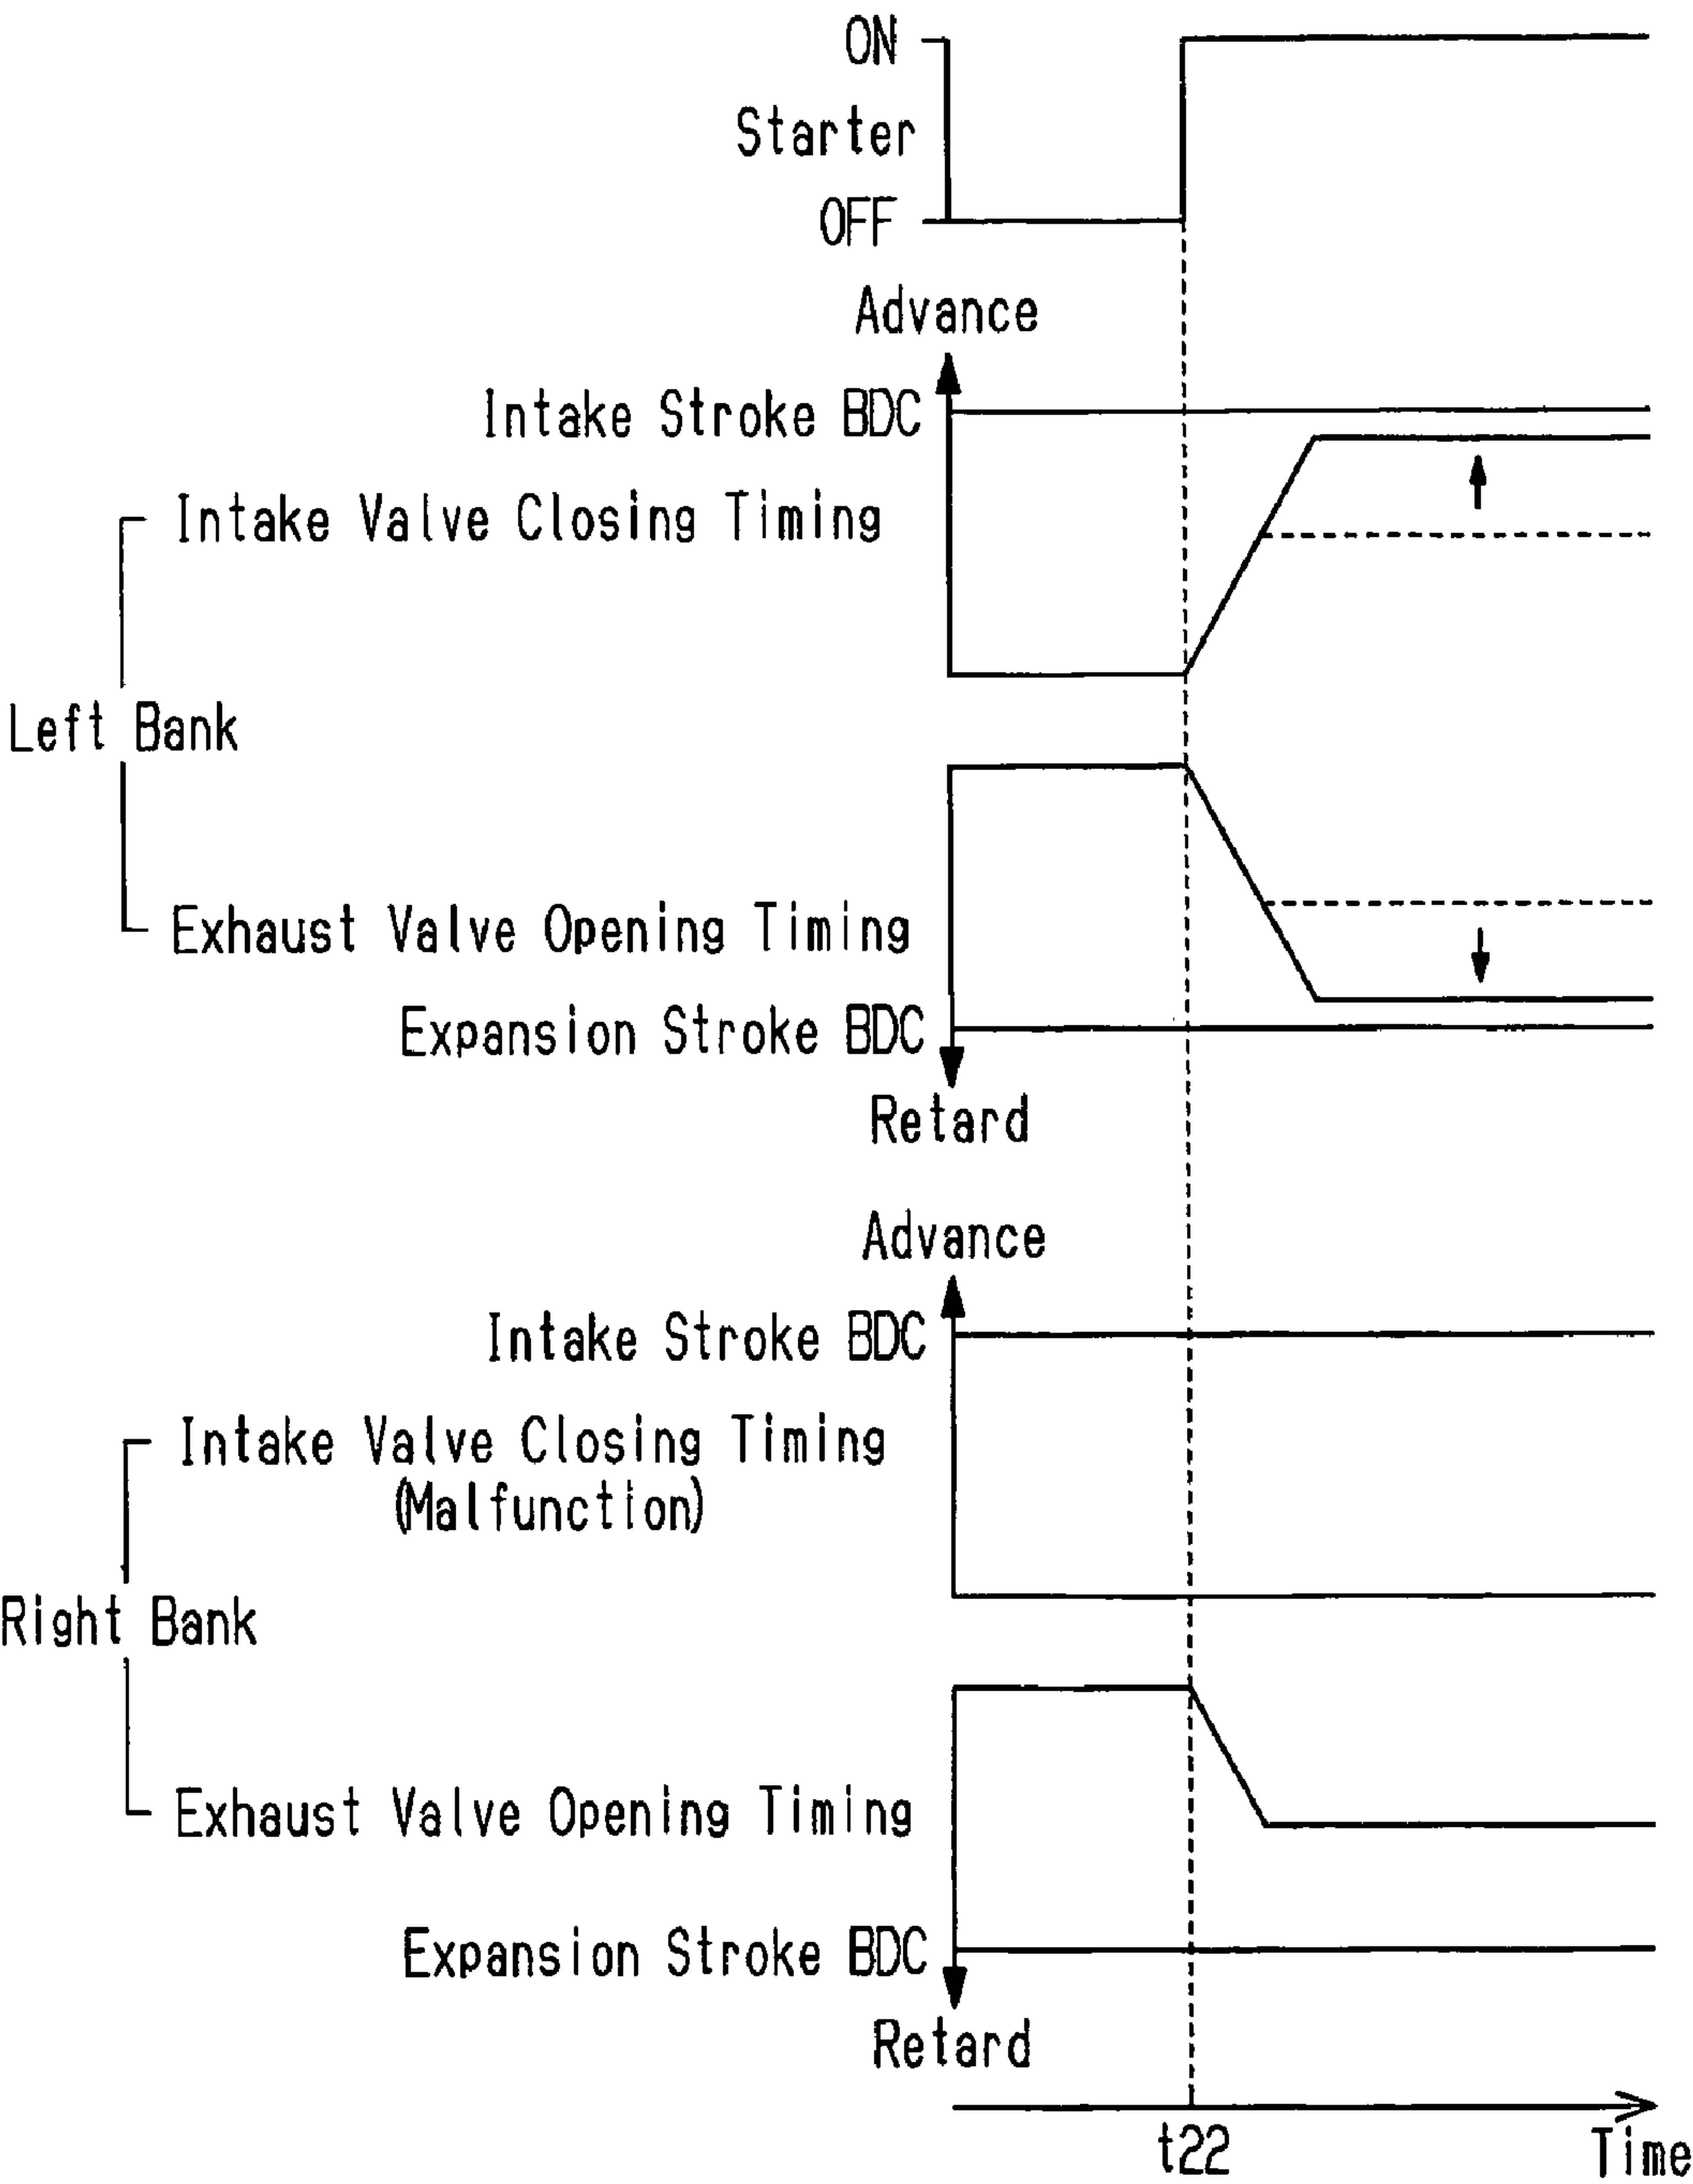 ON
Starter
OFF
Advance
Intake Stroke BDC
Intake Valve Closing Timing
Left Bank
Exhaust Valve Opening Timing
Expansion Stroke BDC
Retard
Advance
Intake Stroke BDC
Intake Valve Closing Timing
(Malfunction)
Right Bank
Exhaust Valve Opening Timing
Expansion Stroke BDC
Retard
t22
Time